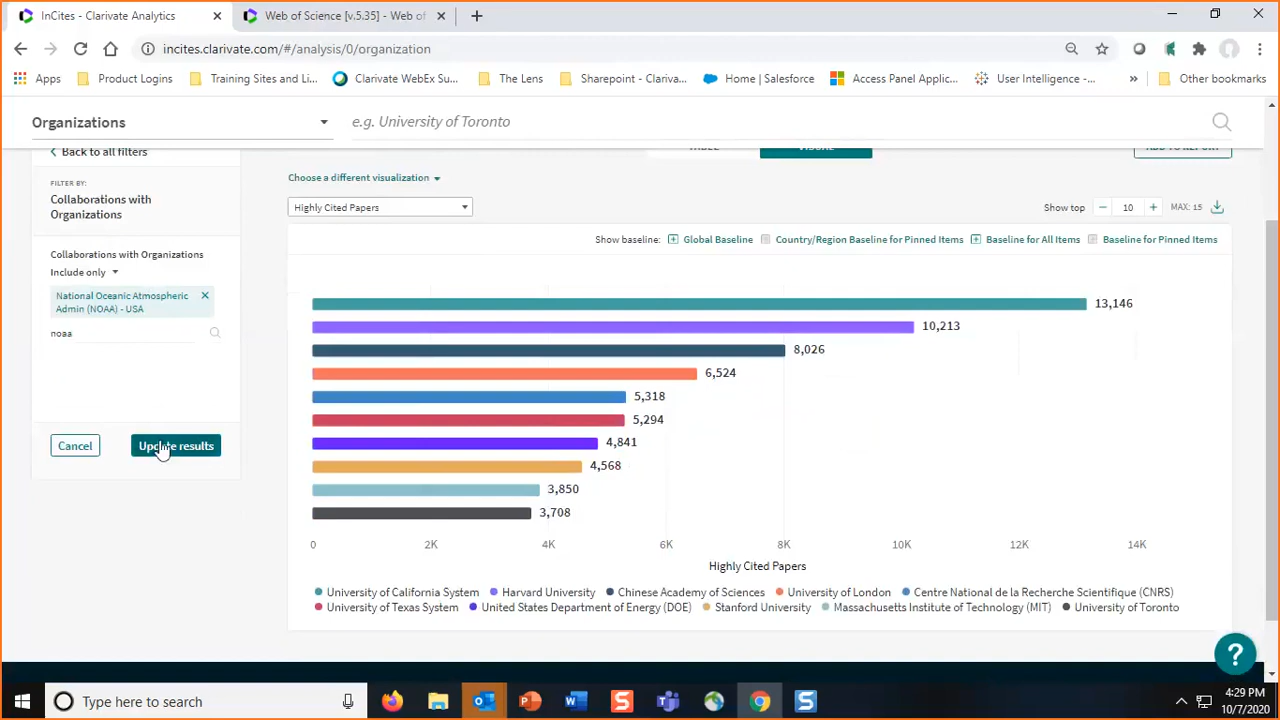 InCites - Clarivate Analytics
Web of Science [v.5.35] - Web of
incites.clarivate.com/#/analysis/0/organization
Apps
Product Logins
Training Sites and Li...
Clarivate WebEx Su...
The Lens
Sharepoint - Clariva...
Home | Salesforce
Access Panel Applic...
User Intelligence -...
Other bookmarks
Organizations
e.g. University of Toronto
Back to all filters
TABLE
VISUAL
ADD TO REPORT
FILTER BY:
Collaborations with
Organizations
Choose a different visualization
Highly Cited Papers
Show top
10
MAX: 15
Show baseline:
Global Baseline
Country/Region Baseline for Pinned Items
Baseline for All Items
Baseline for Pinned Items
Collaborations with Organizations
Include only
National Oceanic Atmospheric
Admin (NOAA) - USA
noaa
Cancel
Update results
13,146
10,213
8,026
6,524
5,318
5,294
4,841
4,568
3,850
3,708
0 2K 4K 6K 8K 10K 12K 14K
Highly Cited Papers
University of California System
Harvard University
Chinese Academy of Sciences
University of London
Centre National de la Recherche Scientifique (CNRS)
University of Texas System
United States Department of Energy (DOE)
Stanford University
Massachusetts Institute of Technology (MIT)
University of Toronto
?
Type here to search
4:29 PM
10/7/2020